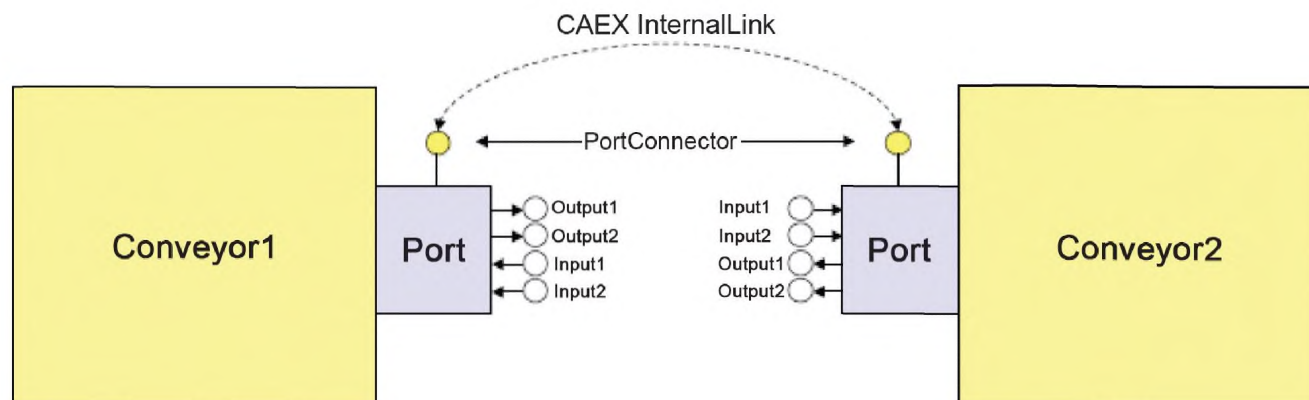 CAEX InternalLink
PortConnector
Conveyor1
Port
Output1
Output2
Input1
Input2
Input1
Input2
Output1
Output2
Port
Conveyor2